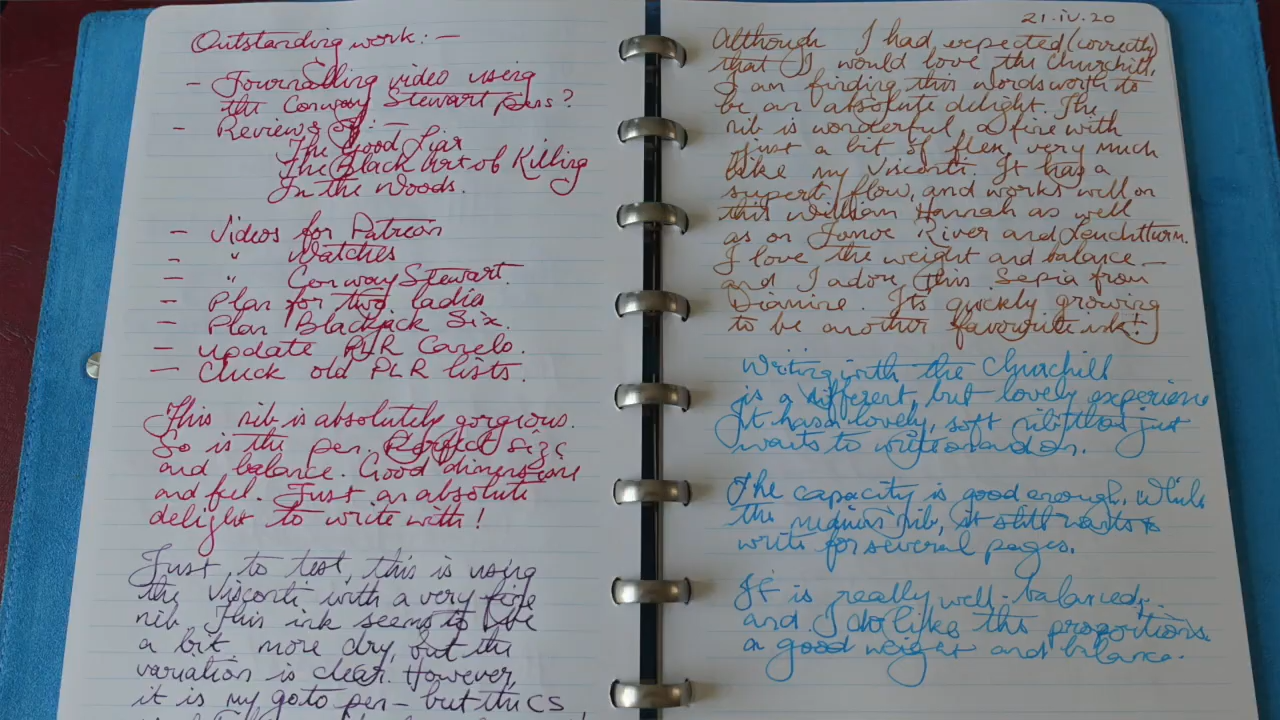 Outstanding work:-
- Journalling video using
the Conway Stewart pens?
- Reviews of:-
The Good Liar
The Black Art of Killing
In the Woods.
- Videos for Patreon
- " Watches
- " Conway Stewart.
- Plan for two ladies
- Plan Blackjack Six.
- update PLR Carelo.
- Check old PLR lists.
This nib is absolutely gorgious.
So is the pen. Perfect size
and balance. Good dimensions
and feel. Just an absolute
delight to write with!
Just to test, this is using
the Visconti with a very fine
nib. This ink seems to be
a bit more dry, but the
variation is clear. However,
it is my goto pen - but this
21.iv.20
Although I had expected (correctly)
that I would love the Churchill,
I am finding this Wordsworth to
be an absolute delight. The
nib is wonderful, a fine with
just a bit of flex, very much
like my Visconti. It has a
superb flow, and works well on
this William Hannah as well
as on Tomoe River and Leuchtturm.
I love the weight and balance -
and I adore this Sepia from
Diamine. Its quickly growing
to be another favourite ink!
Writing with the Churchill
is a different, but lovely experience
It has a lovely, soft nib that just
wants to write on and on.
The capacity is good enough. While
the medium nib, it still wants to
write for several pages.
It is really well-balanced,
and I do like the proportions.
a good weight and balance.